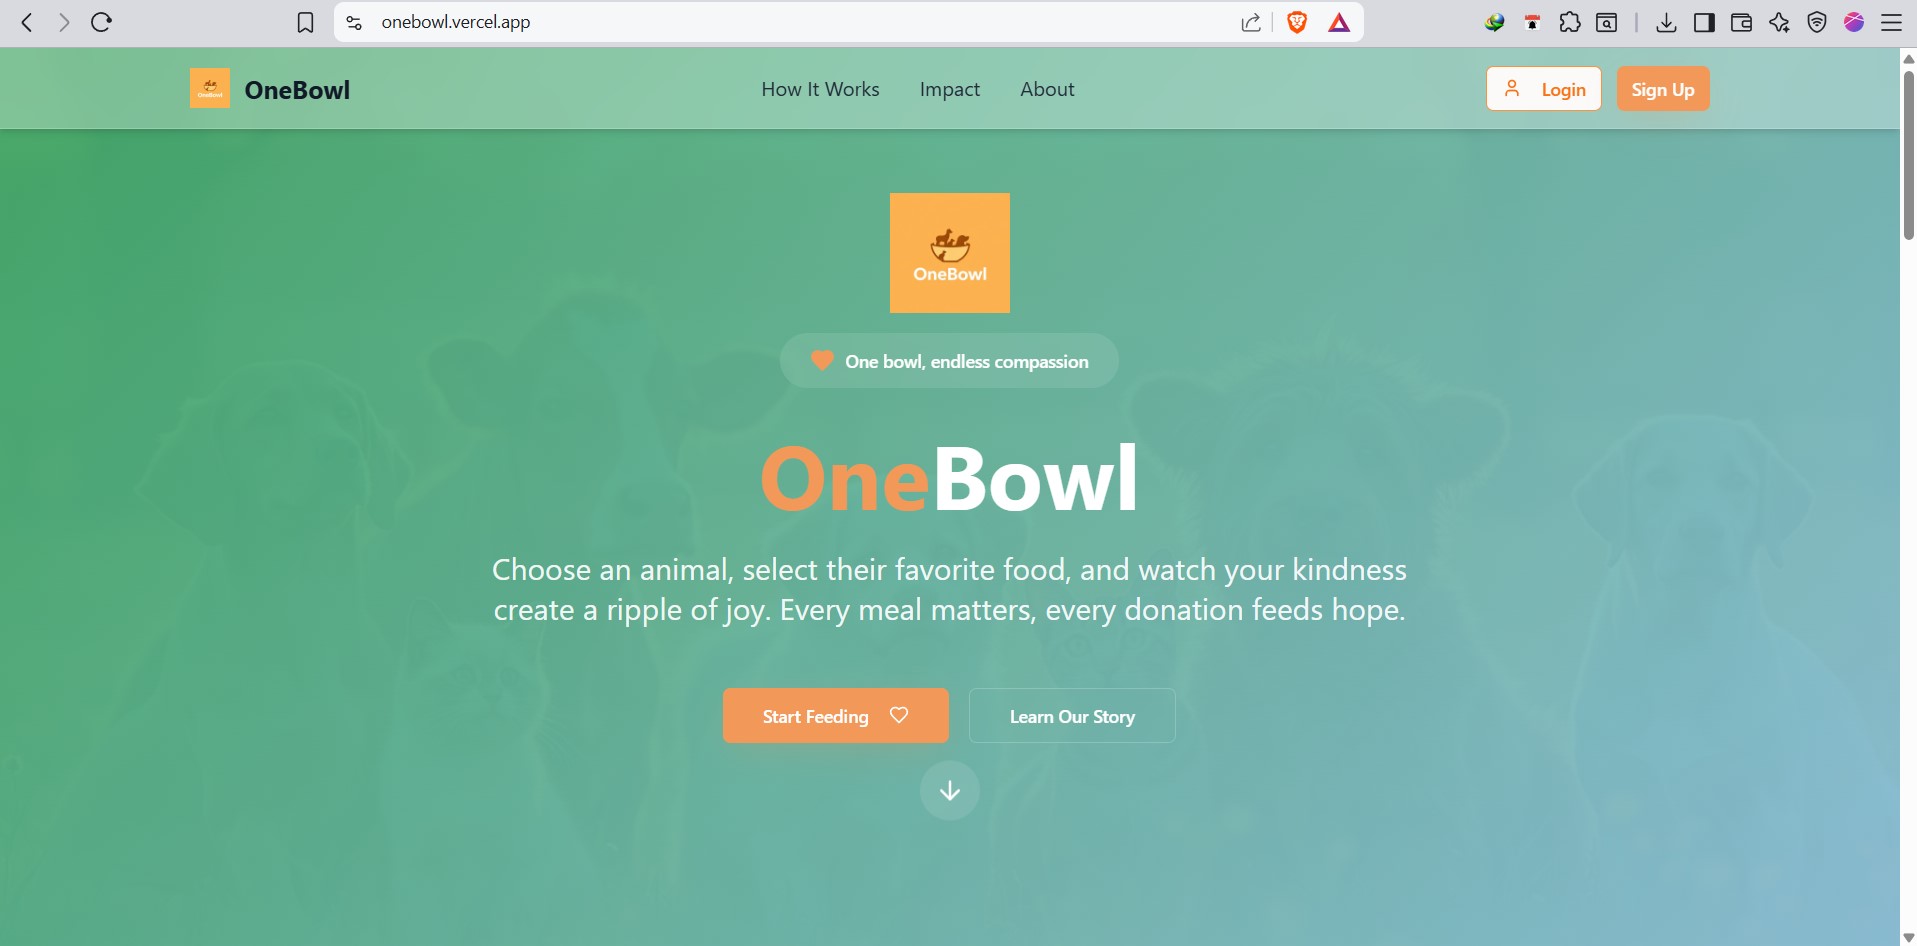 onebowl.vercel.app
OneBowl
OneBowl
How It Works
Impact
About
Login
Sign Up
OneBowl
One bowl, endless compassion
OneBowl
Choose an animal, select their favorite food, and watch your kindness
create a ripple of joy. Every meal matters, every donation feeds hope.
Start Feeding
Learn Our Story